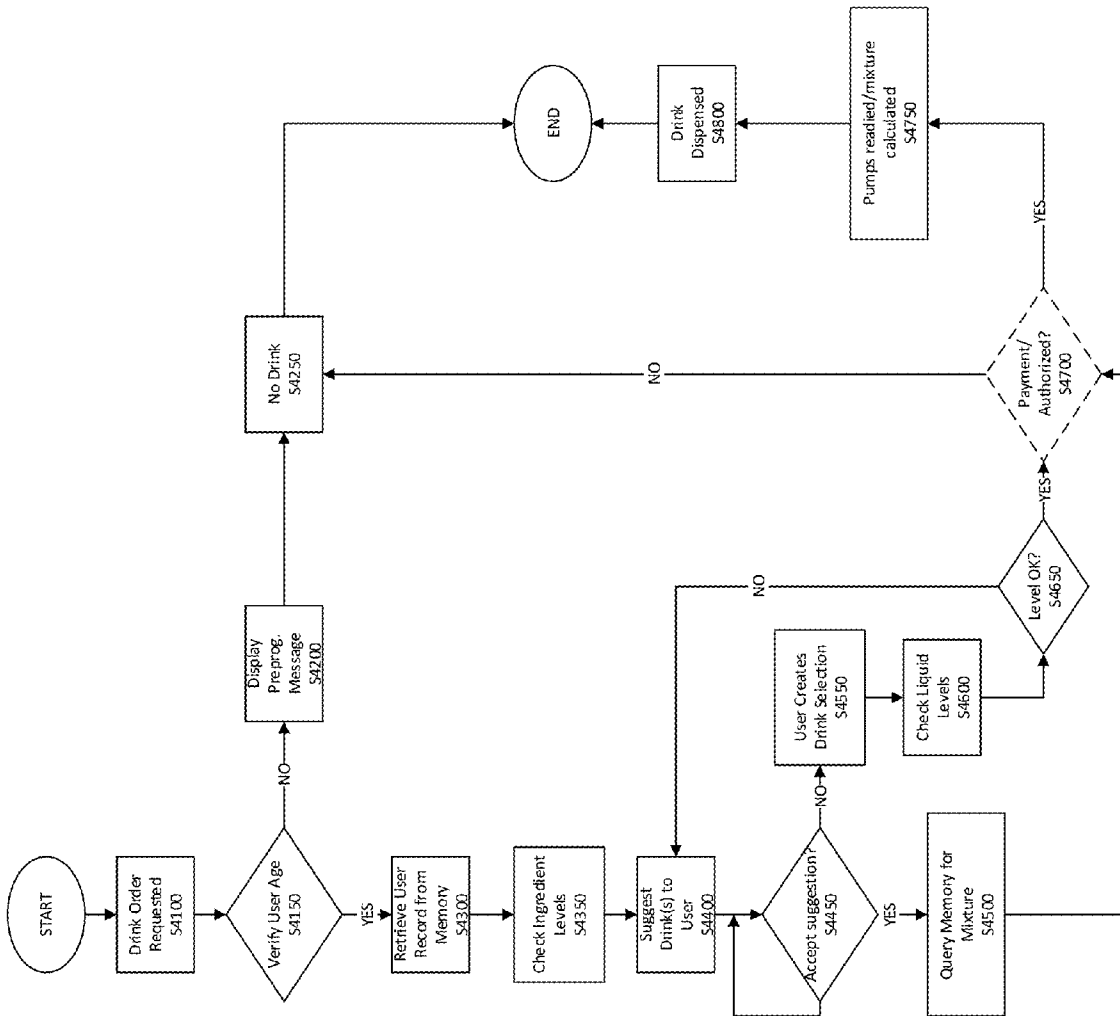 START
Drink Order
Requested
S4100
Verify User Age
S4150
NO
YES
Display
Preprog.
Message
S4200
No Drink
S4250
Retrieve User
Record from
Memory
S4300
Check Ingredient
Levels
S4350
Suggest
Drink(s) to
User
S4400
Accept suggestion?
S4450
NO
YES
Query Memory for
Mixture
S4500
User Creates
Drink Selection
S4550
Check Liquid
Levels
S4600
Level OK?
S4650
NO
YES
Payment/
Authorized?
S4700
NO
YES
Pumps readied/mixture
calculated
S4750
Drink
Dispensed
S4800
END